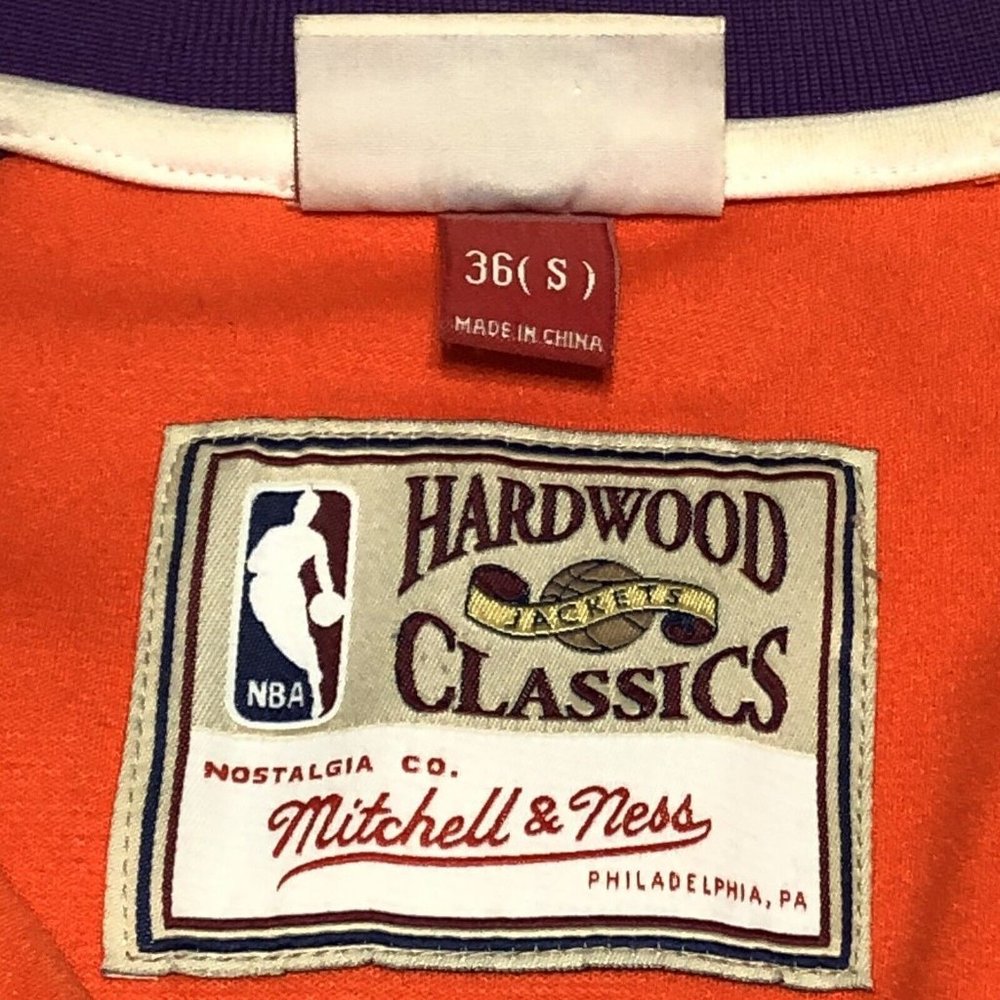 36( S )
MADE IN CHINA
HARDWOOD
JACKETS
CLASSICS
NBA
NOSTALGIA CO.
Mitchell & Ness
PHILADELPHIA, PA